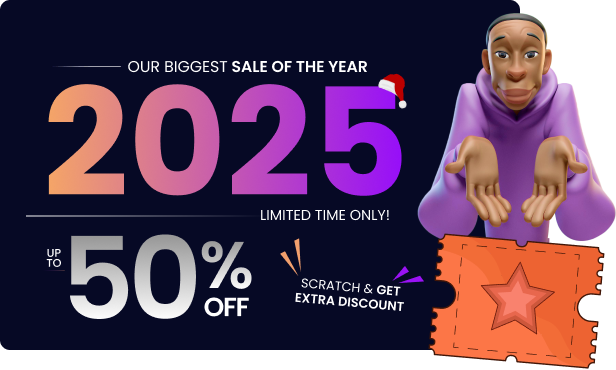 OUR BIGGEST SALE OF THE YEAR
2025
LIMITED TIME ONLY!
UP TO
50%
OFF
SCRATCH & GET
EXTRA DISCOUNT